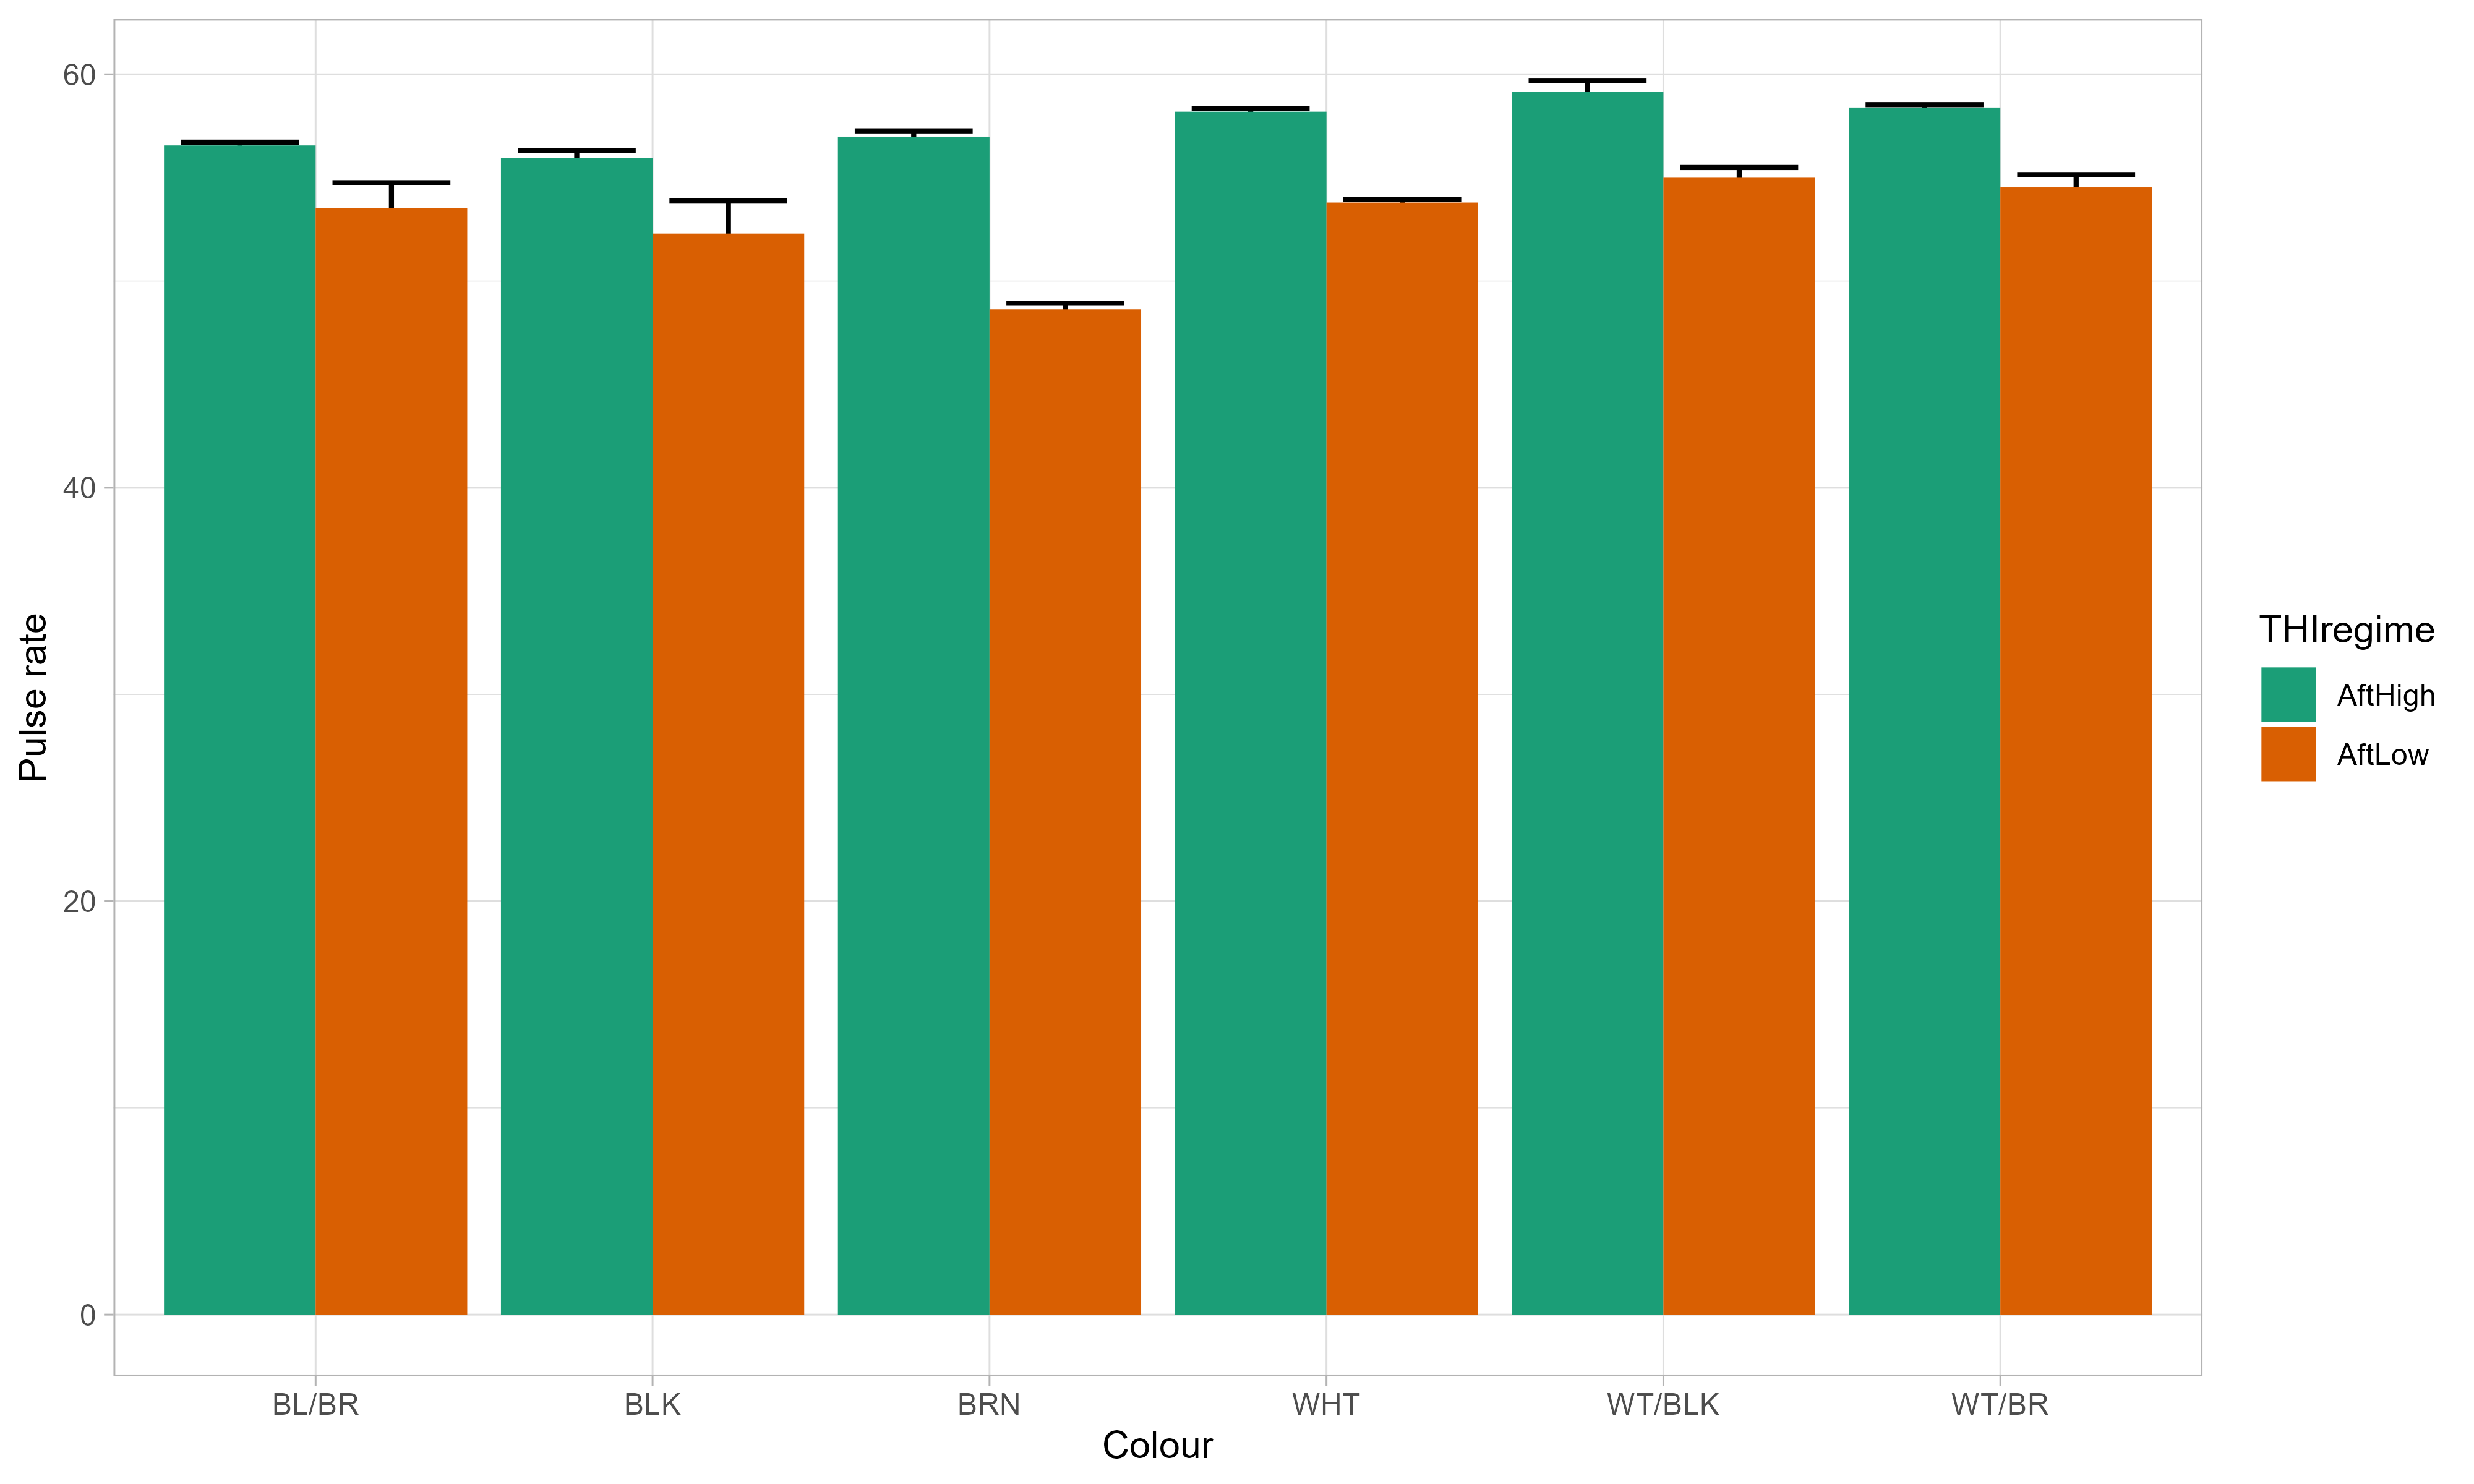 60
40
20
0
Pulse rate
BL/BR BLK BRN WHT WT/BLK WT/BR
Colour
THIregime
AftHigh
AftLow